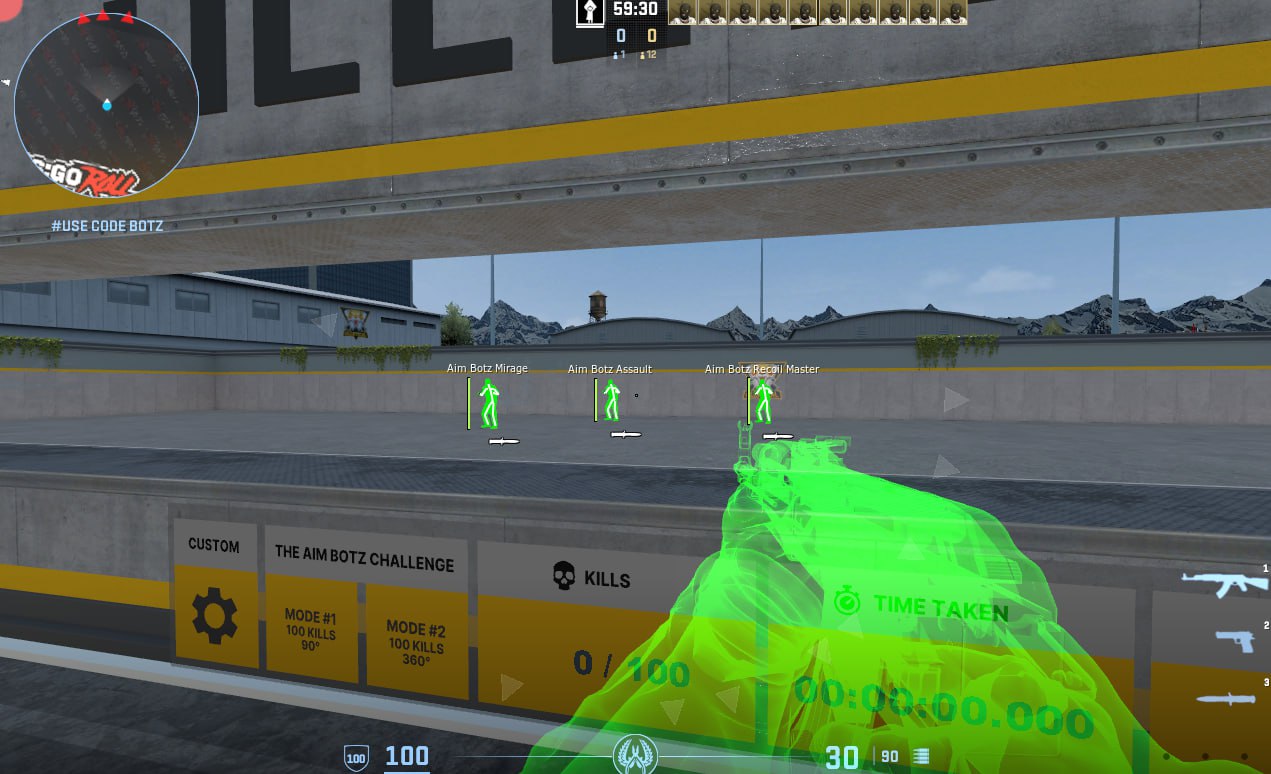 59:30
0 0
1 12
GO ROLL
#USE CODE BOTZ
Aim Botz Mirage
Aim Botz Assault
Aim Botz Recoil Master
CUSTOM
THE AIM BOTZ CHALLENGE
MODE #1
100 KILLS
90°
MODE #2
100 KILLS
360°
KILLS
0 / 100
TIME TAKEN
00:00:00.000
1
2
3
100
100
30
90